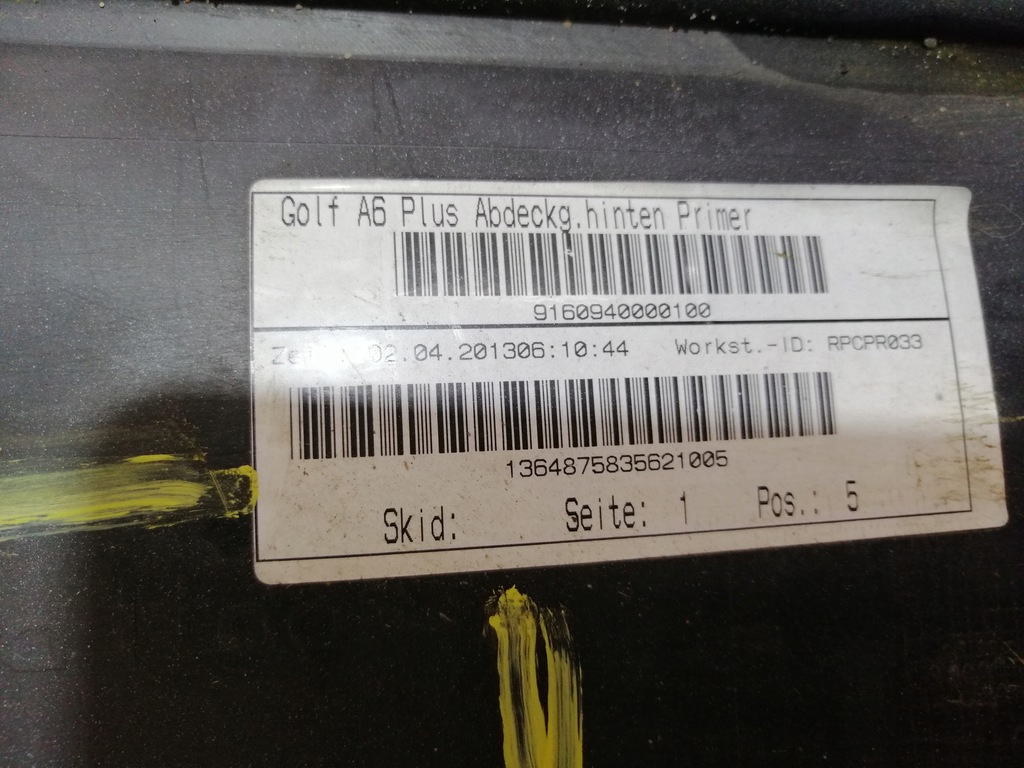 Golf A6 Plus Abdeckg.hinten Primer
9160940000100
02.04.201306:10:44 Workst.-ID: RPCPR033
1364875835621005
Skid: Seite: 1 Pos.: 5